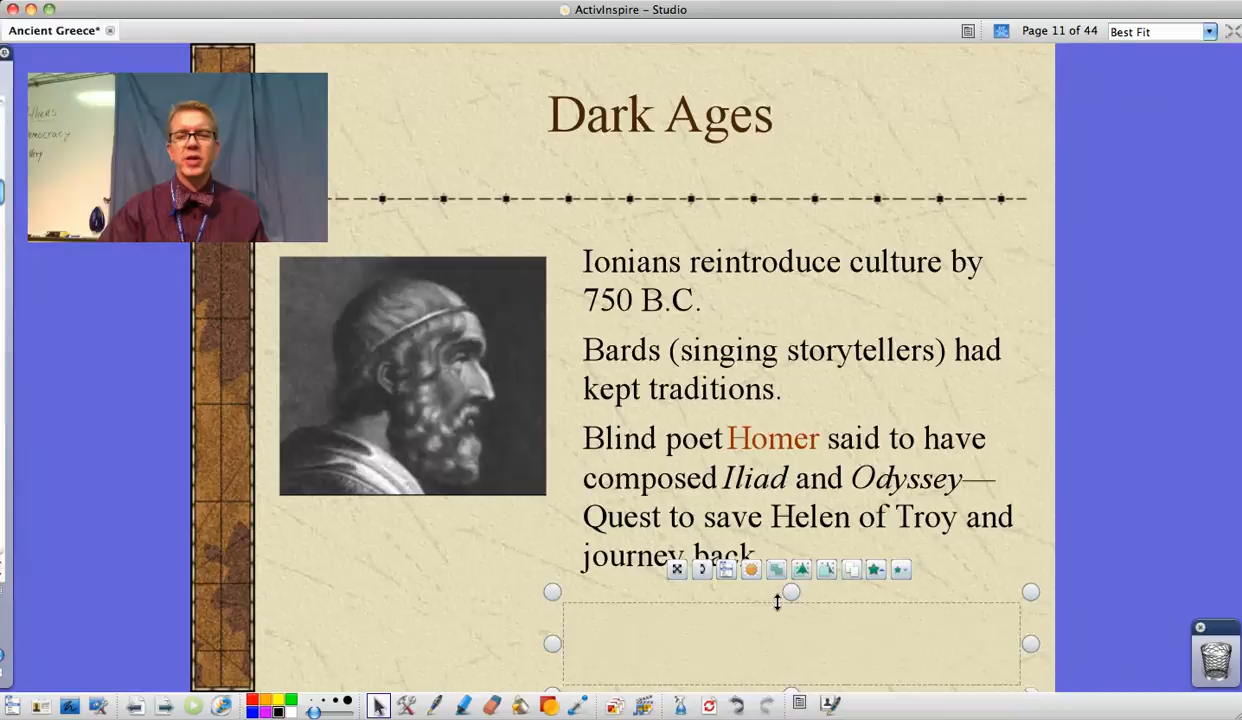 ActivInspire – Studio
Ancient Greece*
Page 11 of 44
Best Fit
Dark Ages
Ionians reintroduce culture by
750 B.C.
Bards (singing storytellers) had
kept traditions.
Blind poet Homer said to have
composed Iliad and Odyssey—
Quest to save Helen of Troy and
journey back